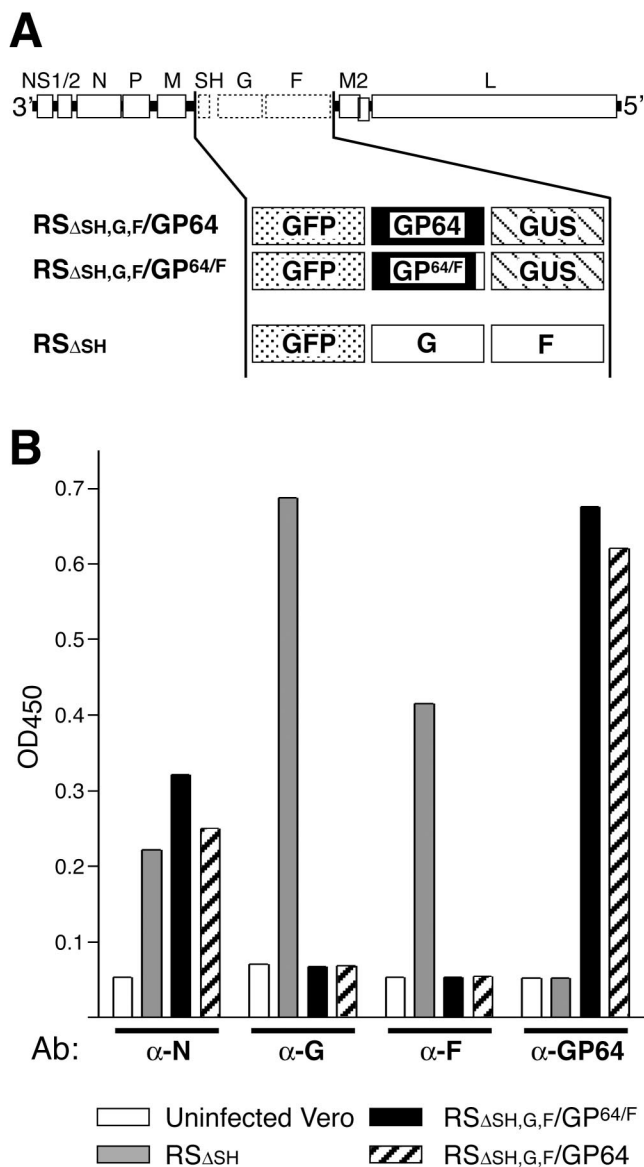 A
NS1/2 N P M SH G F M2 L
3' 5'
RSΔSH,G,F/GP64 GFP GP64 GUS
RSΔSH,G,F/GP64/F GFP GP64/F GUS
RSΔSH GFP G F
B
0.7
0.6
0.5
0.4
0.3
0.2
0.1
OD450
Ab: α-N α-G α-F α-GP64
Uninfected Vero RSΔSH,G,F/GP64/F
RSΔSH RSΔSH,G,F/GP64